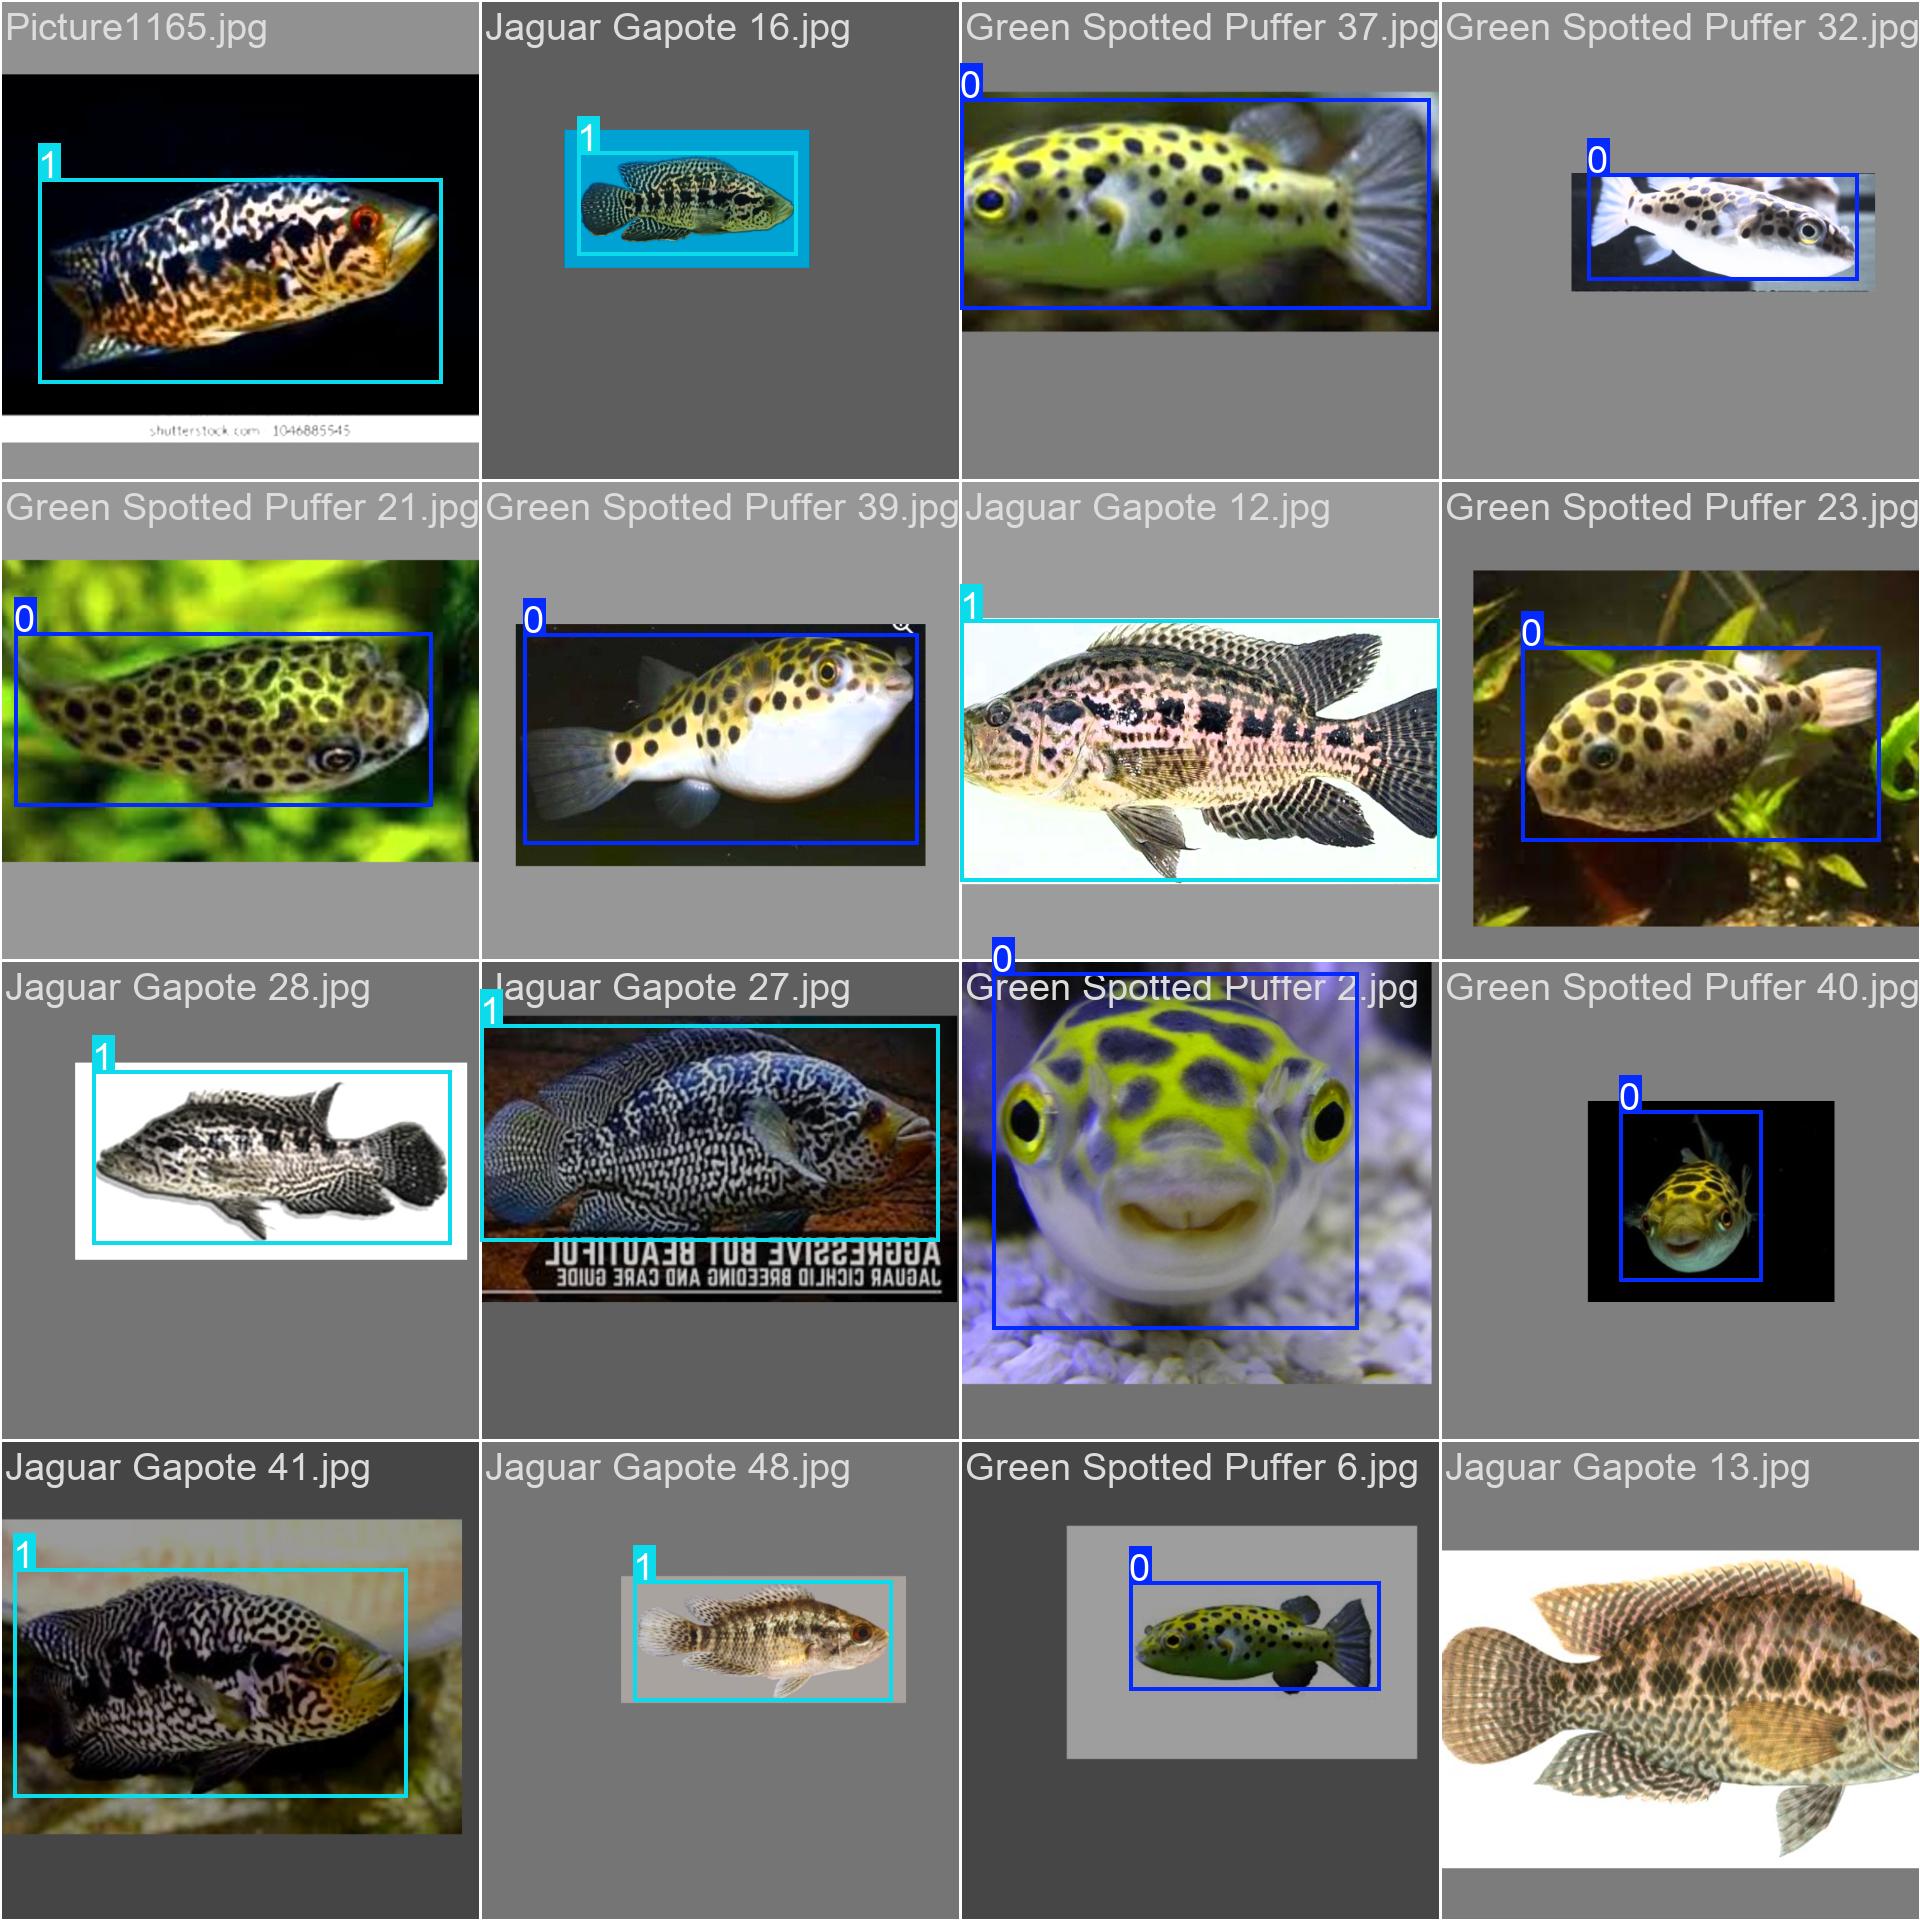 Picture1165.jpg
Jaguar Gapote 16.jpg
Green Spotted Puffer 37.jpg
Green Spotted Puffer 32.jpg
1
1
0
0
shutterstock.com 1046885545
Green Spotted Puffer 21.jpg
Green Spotted Puffer 39.jpg
Jaguar Gapote 12.jpg
Green Spotted Puffer 23.jpg
0
0
1
0
Jaguar Gapote 28.jpg
Jaguar Gapote 27.jpg
Green Spotted Puffer 2.jpg
Green Spotted Puffer 40.jpg
1
1
0
0
AGGRESSIVE BUT BEAUTIFUL
JAGUAR CICHLID BREEDING AND CARE GUIDE
Jaguar Gapote 41.jpg
Jaguar Gapote 48.jpg
Green Spotted Puffer 6.jpg
Jaguar Gapote 13.jpg
1
1
0